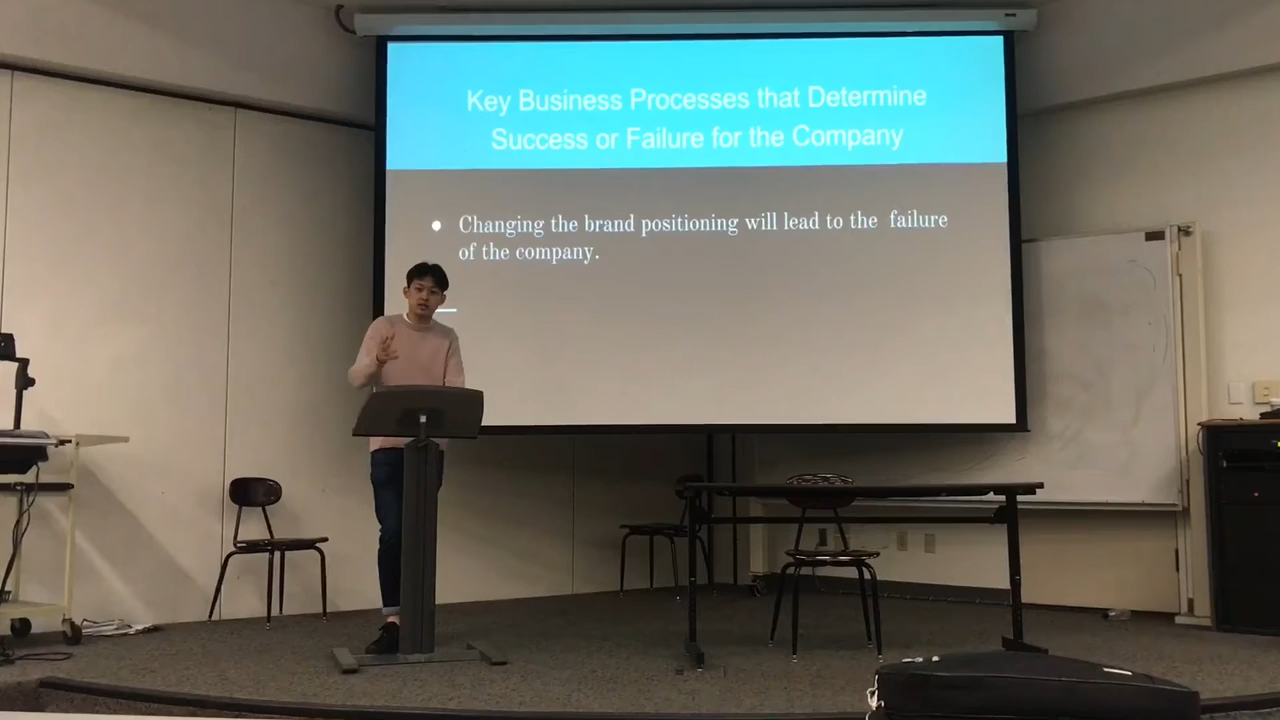 Key Business Processes that Determine
Success or Failure for the Company
● Changing the brand positioning will lead to the failure
of the company.